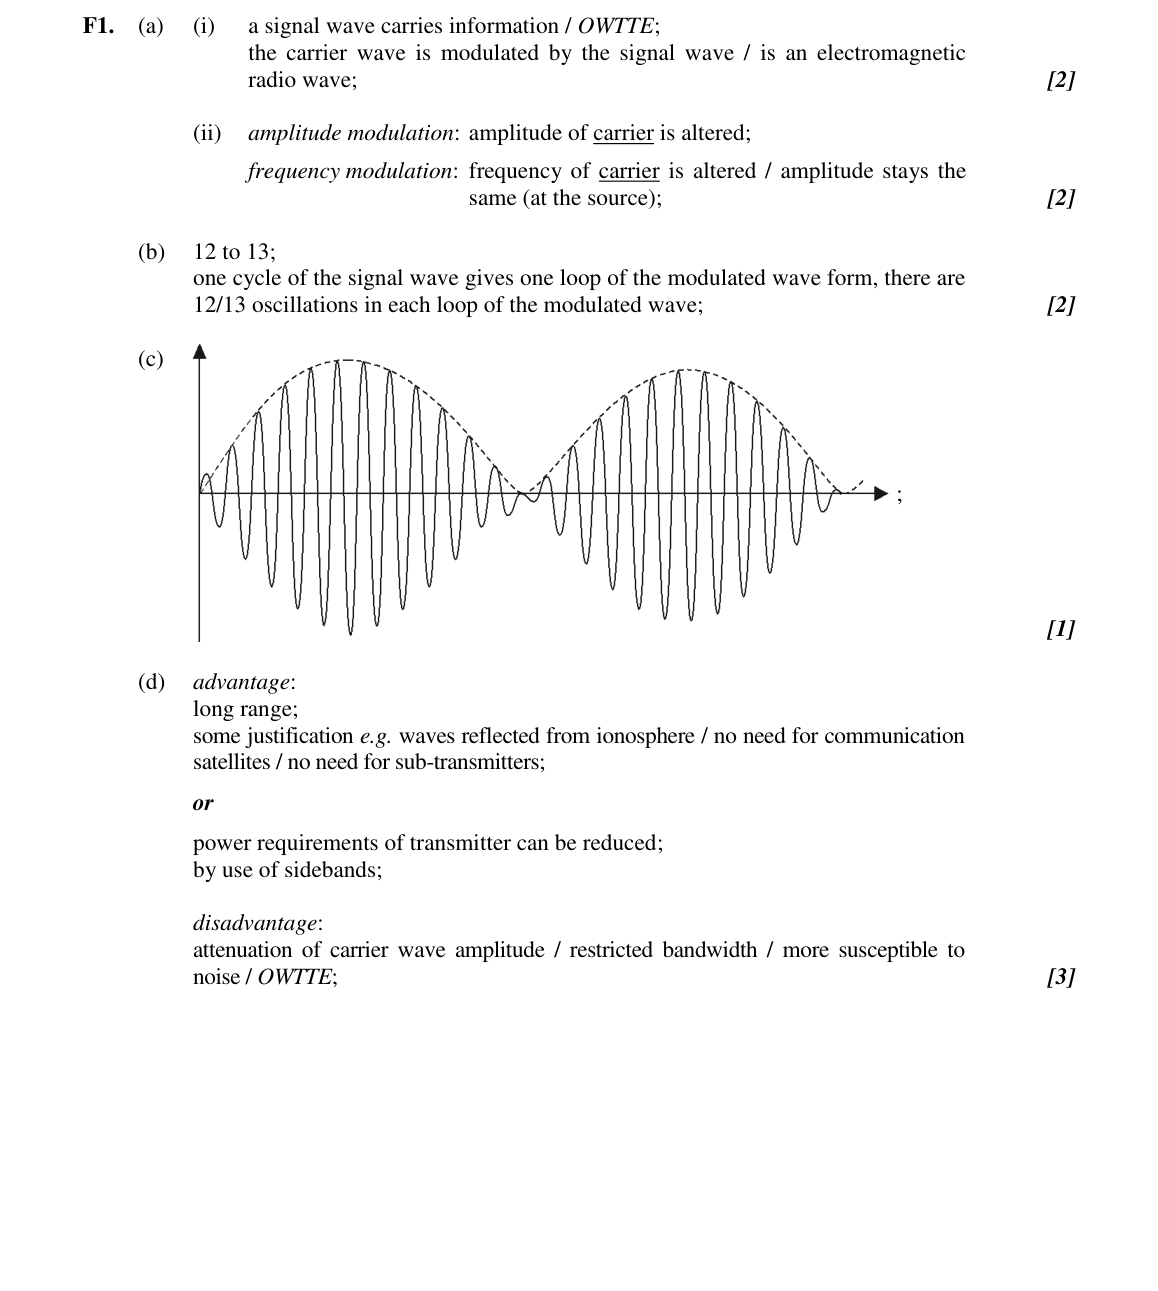 F1. (a) (i) a signal wave carries information / OWTTE;
the carrier wave is modulated by the signal wave / is an electromagnetic
radio wave; [2]
(ii) amplitude modulation: amplitude of carrier is altered;
frequency modulation: frequency of carrier is altered / amplitude stays the
same (at the source); [2]
(b) 12 to 13;
one cycle of the signal wave gives one loop of the modulated wave form, there are
12/13 oscillations in each loop of the modulated wave; [2]
(c)
;
[1]
(d) advantage:
long range;
some justification e.g. waves reflected from ionosphere / no need for communication
satellites / no need for sub-transmitters;
or
power requirements of transmitter can be reduced;
by use of sidebands;
disadvantage:
attenuation of carrier wave amplitude / restricted bandwidth / more susceptible to
noise / OWTTE; [3]